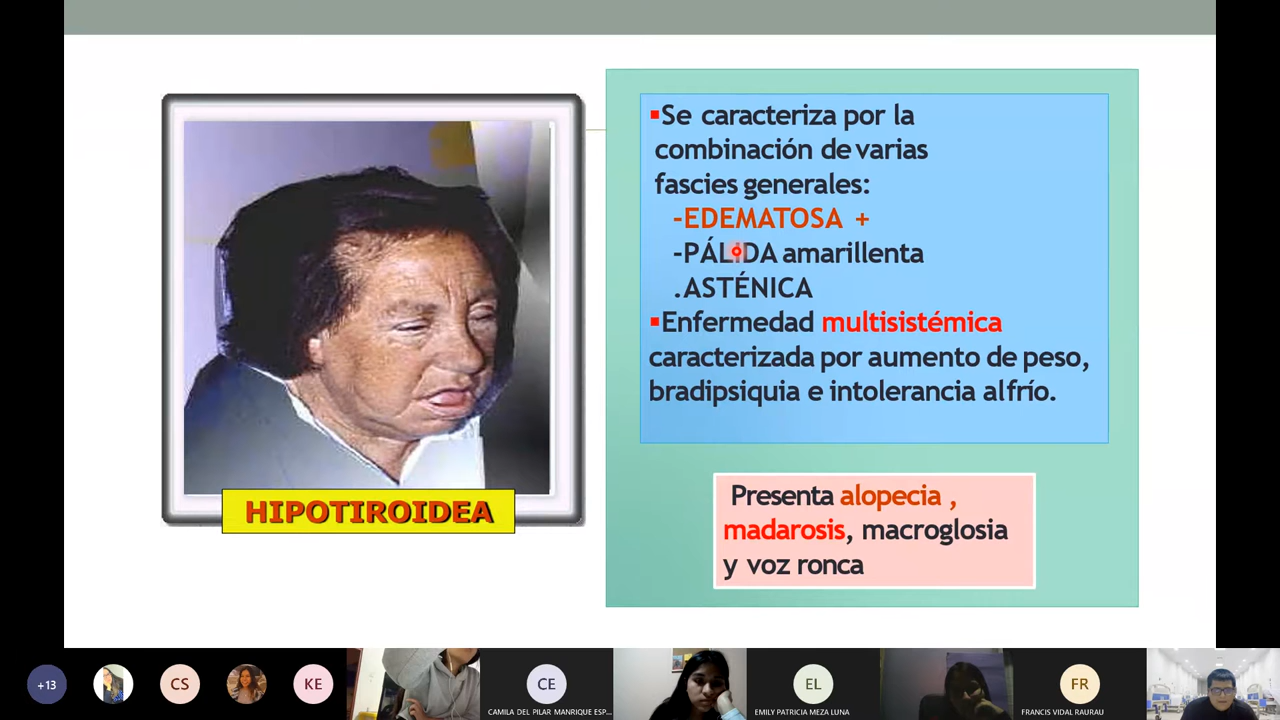 ▪Se caracteriza por la
combinación de varias
fascies generales:
-EDEMATOSA +
-PÁLIDA amarillenta
.ASTÉNICA
▪Enfermedad multisistémica
caracterizada por aumento de peso,
bradipsiquia e intolerancia al frío.
HIPOTIROIDEA
Presenta alopecia ,
madarosis, macroglosia
y voz ronca
+13
CS
KE
CE
CAMILA DEL PILAR MANRIQUE ESP...
EL
EMILY PATRICIA MEZA LUNA
FR
FRANCIS VIDAL RAURAU